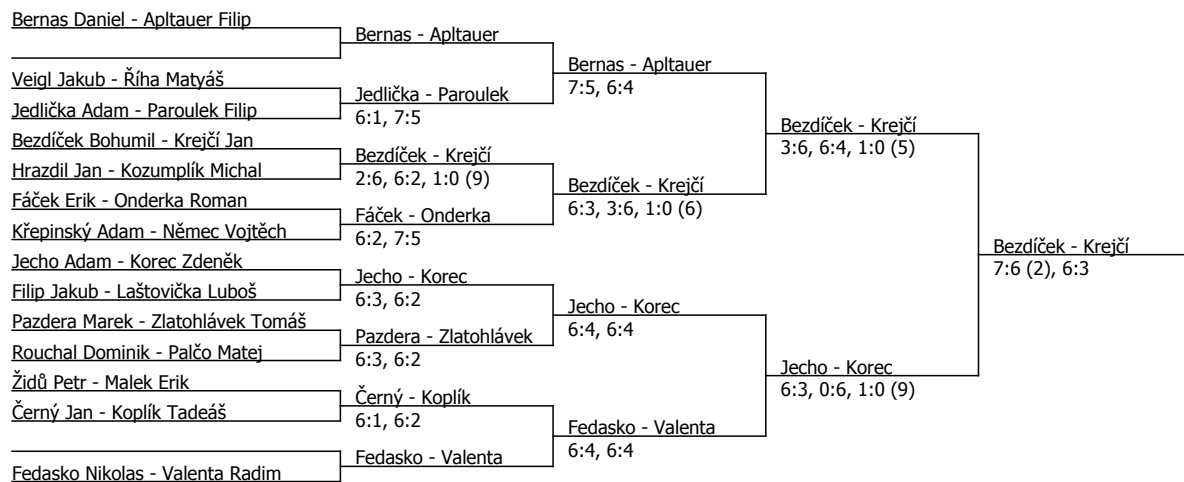 Bernas Daniel - Apltauer Filip
Bernas - Apltauer
Bernas - Apltauer
7:5, 6:4
Veigl Jakub - Říha Matyáš
Jedlička - Paroulek
6:1, 7:5
Jedlička Adam - Paroulek Filip
Bezdíček - Krejčí
3:6, 6:4, 1:0 (5)
Bezdíček Bohumil - Krejčí Jan
Bezdíček - Krejčí
2:6, 6:2, 1:0 (9)
Hrazdil Jan - Kozumplík Michal
Bezdíček - Krejčí
6:3, 3:6, 1:0 (6)
Fáček Erik - Onderka Roman
Fáček - Onderka
6:2, 7:5
Křepinský Adam - Němec Vojtěch
Bezdíček - Krejčí
7:6 (2), 6:3
Jecho Adam - Korec Zdeněk
Jecho - Korec
6:3, 6:2
Filip Jakub - Laštovička Luboš
Jecho - Korec
6:4, 6:4
Pazdera Marek - Zlatohlávek Tomáš
Pazdera - Zlatohlávek
6:3, 6:2
Rouchal Dominik - Palčo Matej
Jecho - Korec
6:3, 0:6, 1:0 (9)
Židů Petr - Malek Erik
Černý - Koplík
6:1, 6:2
Černý Jan - Koplík Tadeáš
Fedasko - Valenta
6:4, 6:4
Fedasko - Valenta
Fedasko Nikolas - Valenta Radim